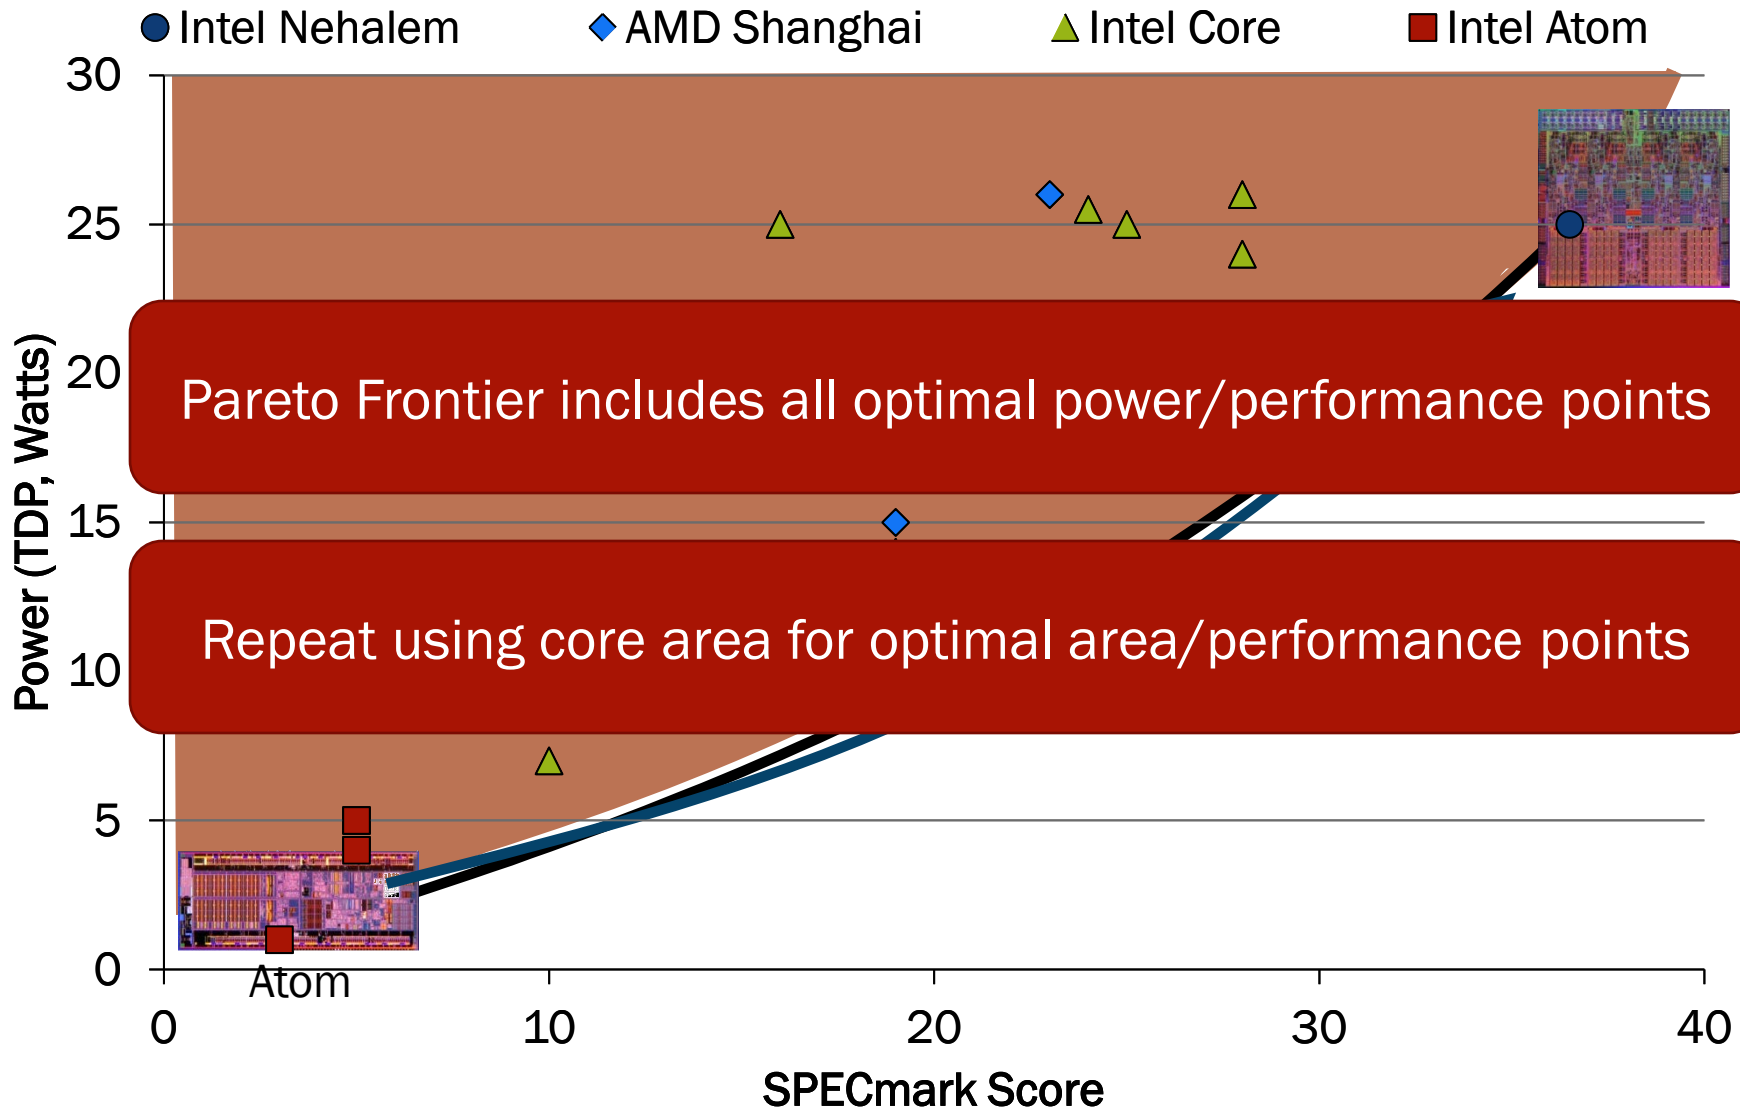 Intel Nehalem AMD Shanghai Intel Core Intel Atom
30
25
20
15
10
5
0
Power (TDP, Watts)
Pareto Frontier includes all optimal power/performance points
Repeat using core area for optimal area/performance points
Atom
0 10 20 30 40
SPECmark Score